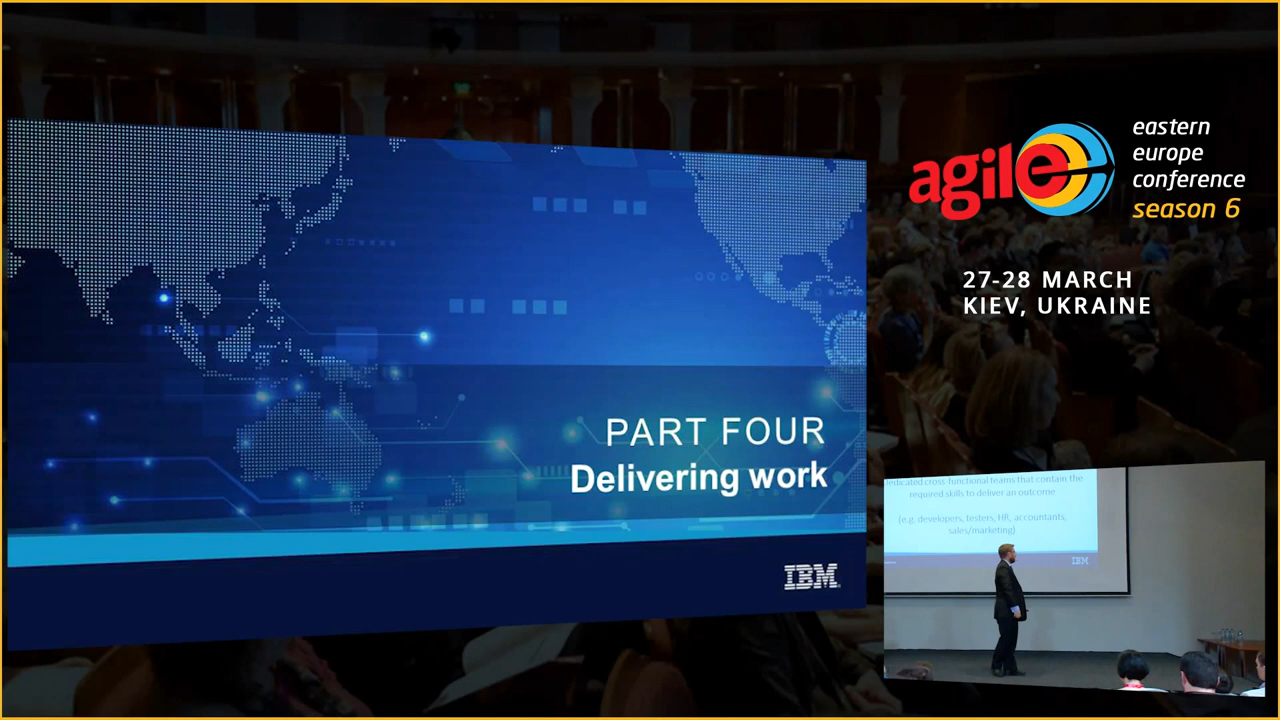 PART FOUR
Delivering work
IBM
agile
eastern
europe
conference
season 6
27-28 MARCH
KIEV, UKRAINE
dedicated cross-functional teams that contain the
required skills to deliver an outcome
(e.g. developers, testers, HR, accountants,
sales/marketing)
IBM